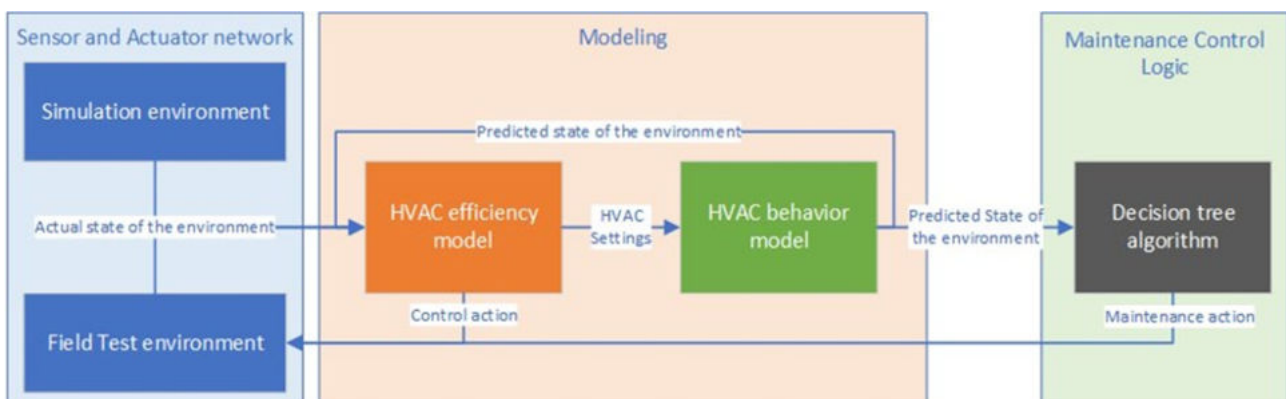 Sensor and Actuator network
Simulation environment
Actual state of the environment
Field Test environment
Modeling
Predicted state of the environment
HVAC efficiency
model
HVAC
Settings
HVAC behavior
model
Control action
Predicted State of
the environment
Maintenance Control
Logic
Decision tree
algorithm
Maintenance action